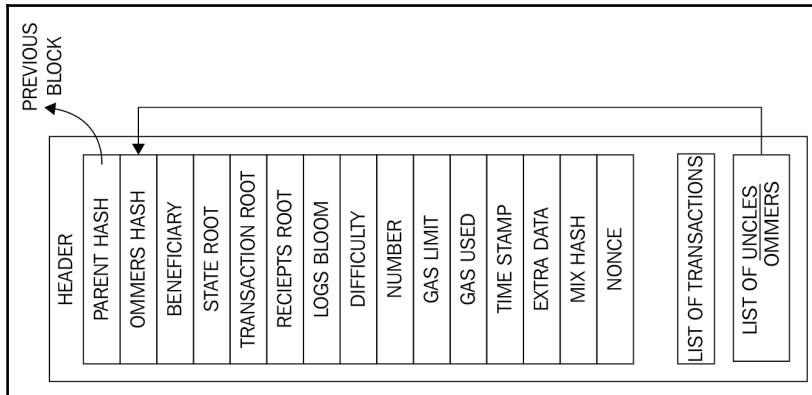 PREVIOUS
BLOCK
HEADER
PARENT HASH
OMMERS HASH
BENEFICIARY
STATE ROOT
TRANSACTION ROOT
RECIEPTS ROOT
LOGS BLOOM
DIFFICULTY
NUMBER
GAS LIMIT
GAS USED
TIME STAMP
EXTRA DATA
MIX HASH
NONCE
LIST OF TRANSACTIONS
LIST OF UNCLES
OMMERS